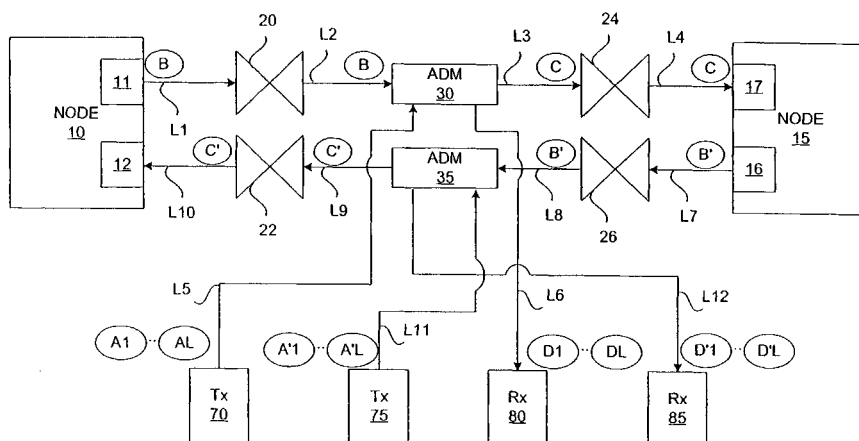 20
L2
L3
24
L4
B
B
C
C
11
ADM
30
17
L1
NODE
10
NODE
15
C'
C'
ADM
35
B'
B'
12
16
L10
22
L9
L8
26
L7
L5
L11
L6
L12
A1 ... AL
A'1 ... A'L
D1 ... DL
D'1 ... D'L
Tx
70
Tx
75
Rx
80
Rx
85